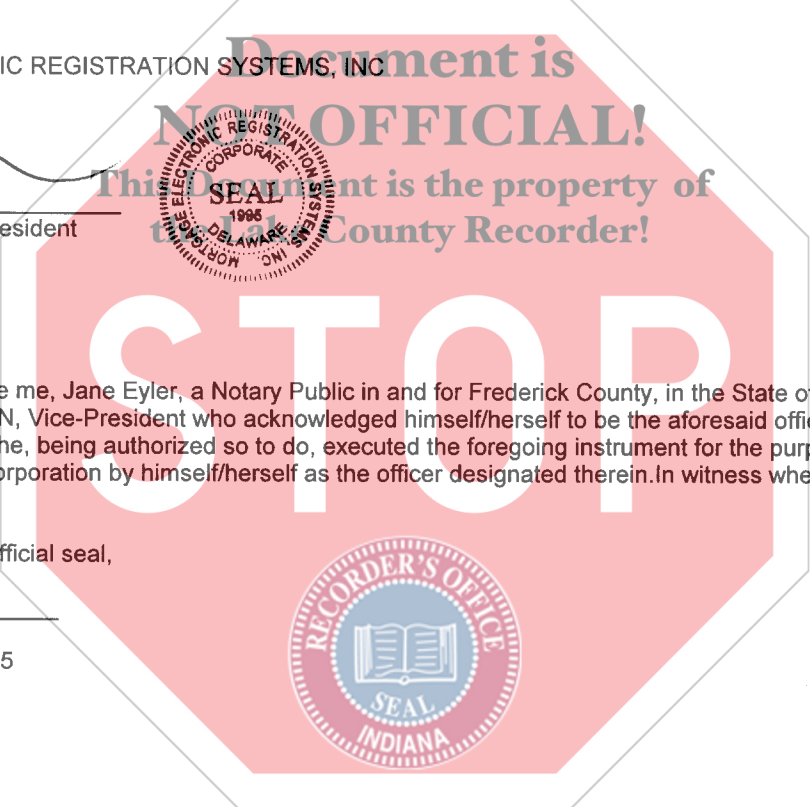 Document is
IC REGISTRATION SYSTEMS, INC
NOT OFFICIAL!
MORTGAGE ELECTRONIC REGISTRATION SYSTEMS INC
CORPORATE
SEAL
1995
DELAWARE
This Document is the property of
esident
the Lake County Recorder!
STOP
e me, Jane Eyler, a Notary Public in and for Frederick County, in the State o
N, Vice-President who acknowledged himself/herself to be the aforesaid offi
he, being authorized so to do, executed the foregoing instrument for the purp
orporation by himself/herself as the officer designated therein.In witness whe
fficial seal,
5
RECORDER'S OFFICE
SEAL
INDIANA